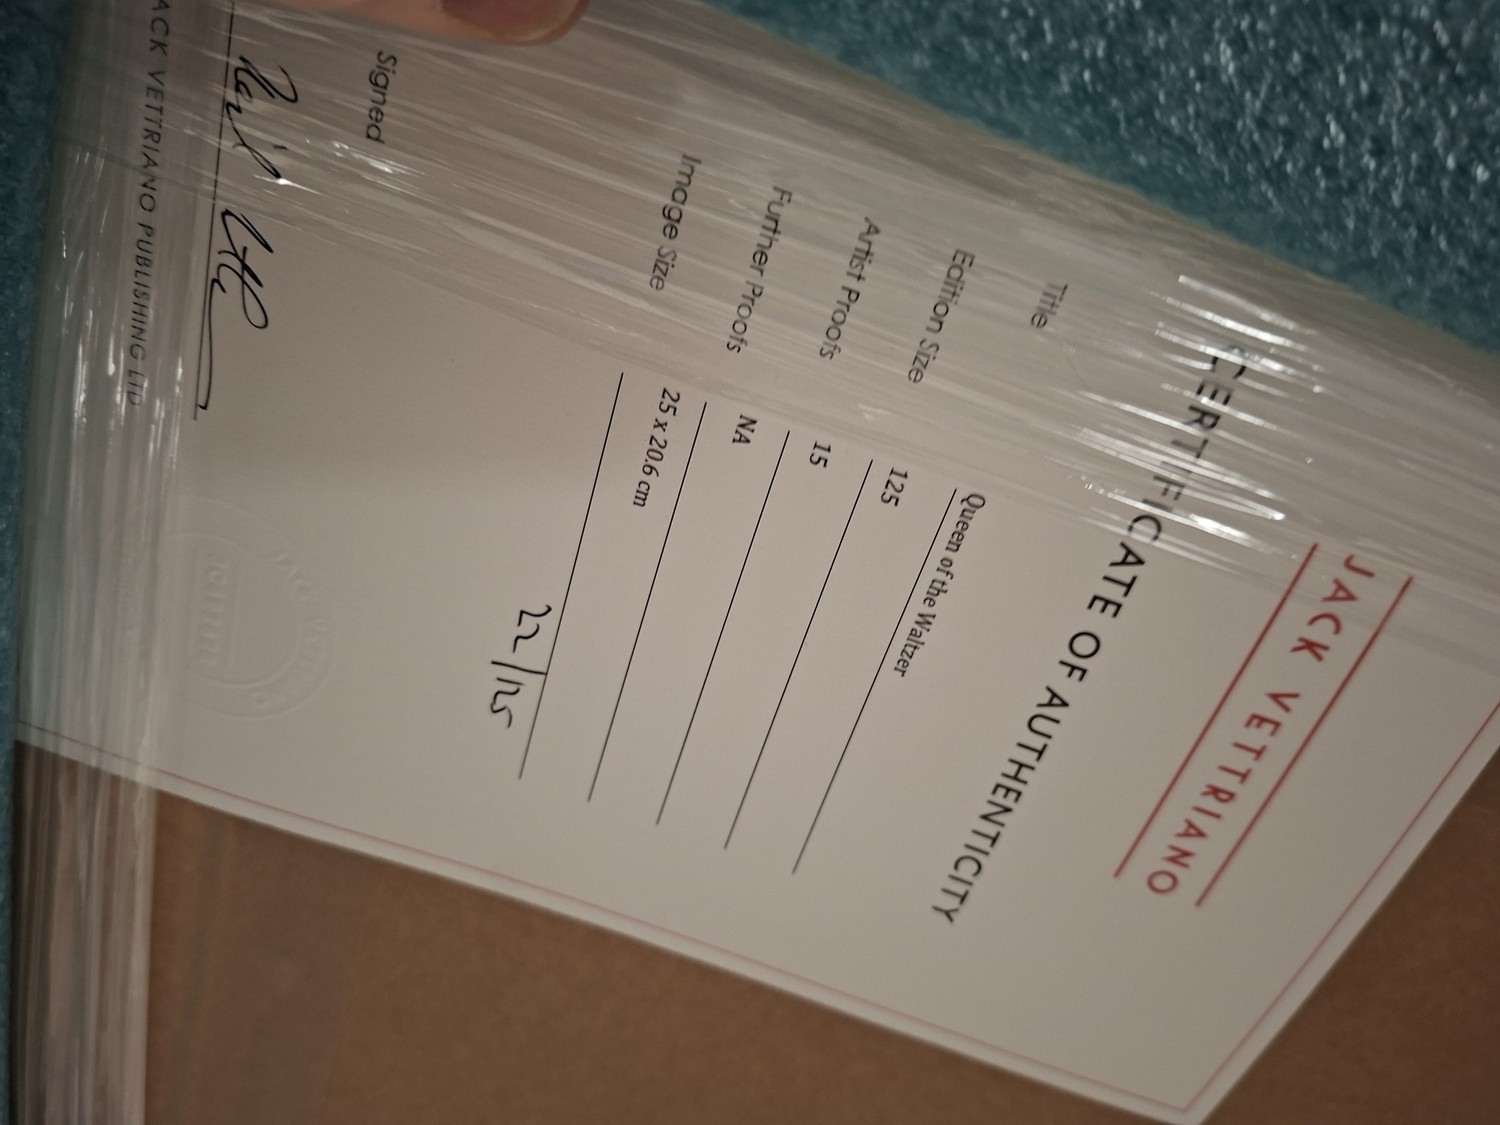 JACK VETTRIANO
CERTIFICATE OF AUTHENTICITY
Title Queen of the Waltzer
Edition Size 125
Artist Proofs 15
Further Proofs NA
Image Size 25 x 20.6 cm
22/125
Signed
JACK VETTRIANO PUBLISHING LTD